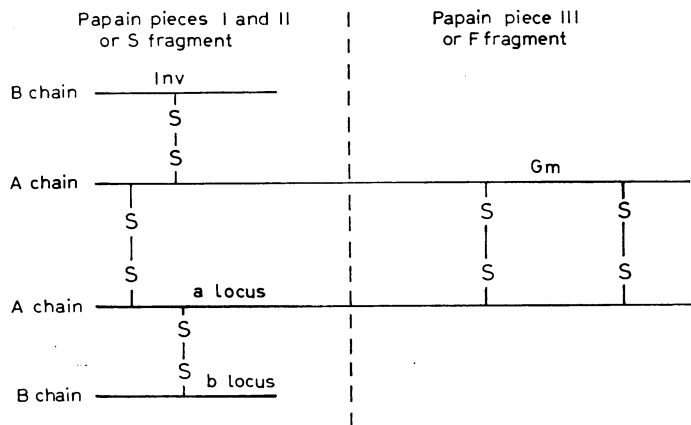 Papain pieces I and II
or S fragment
Papain piece III
or F fragment
Inv
B chain
S
S
Gm
A chain
S
S
S
S
S
S
a locus
A chain
S
S
b locus
B chain